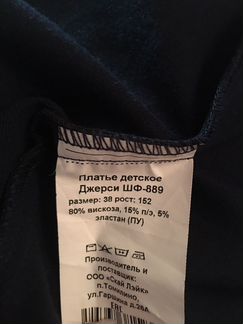 Платье детское
Джерси ШФ-889
размер: 38 рост: 152
80% вискоза, 15% п/э, 5%
эластан (ПУ)
Производитель и
поставщик:
ООО «Скай Лэйк»
п.Томилино,
ул.Гаршина д.26А